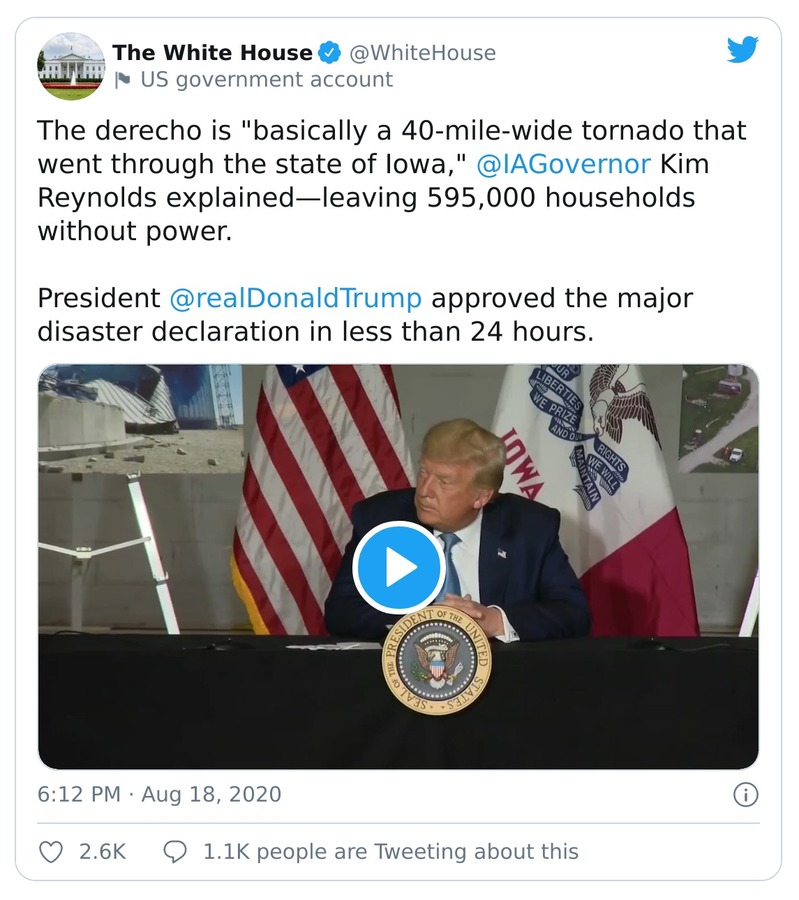 The White House @WhiteHouse
US government account
The derecho is "basically a 40-mile-wide tornado that
went through the state of Iowa," @IAGovernor Kim
Reynolds explained—leaving 595,000 households
without power.
President @realDonaldTrump approved the major
disaster declaration in less than 24 hours.
OUR
LIBERTIES
WE PRIZE
AND OUR
RIGHTS
WE WILL
MAINTAIN
IOWA
SEAL OF THE PRESIDENT OF THE UNITED STATES
6:12 PM · Aug 18, 2020
2.6K
1.1K people are Tweeting about this